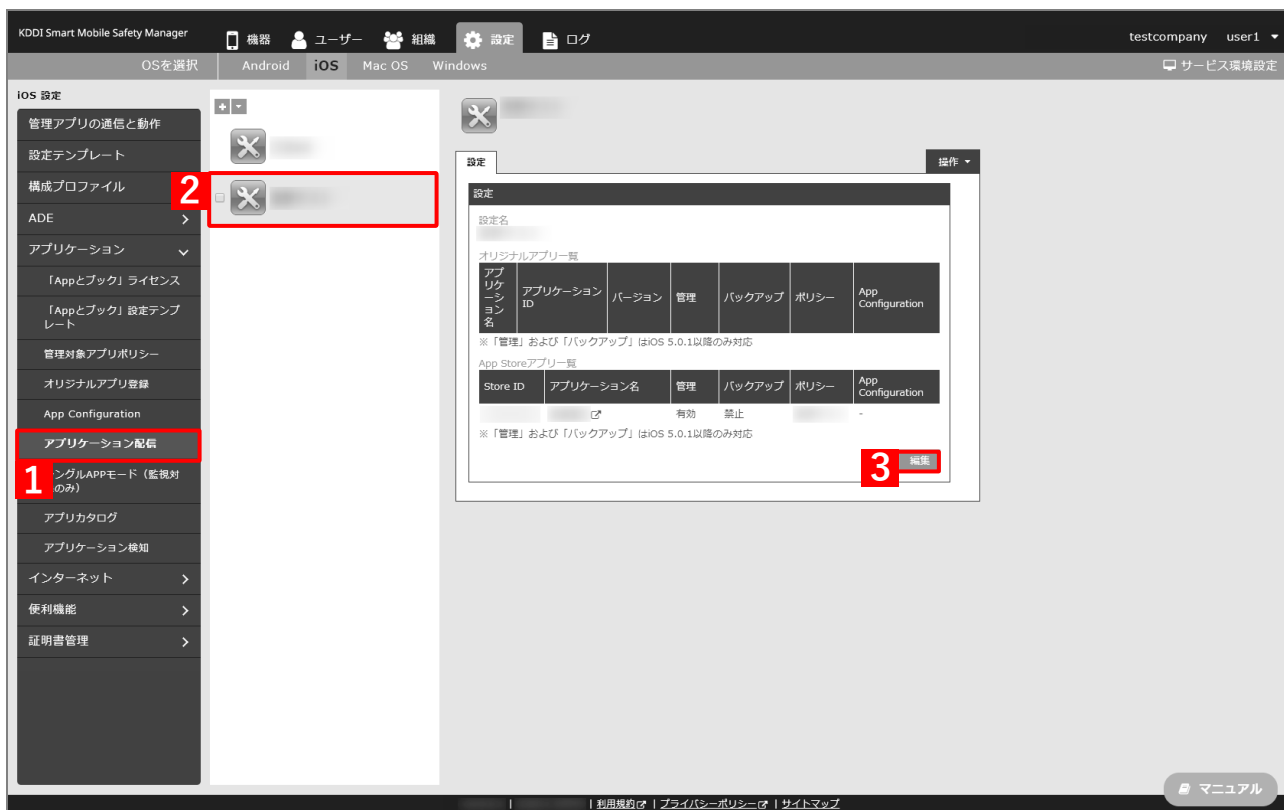 KDDI Smart Mobile Safety Manager
機器 ユーザー 組織 設定 ログ
testcompany user1
OSを選択 Android iOS Mac OS Windows
サービス環境設定
iOS 設定
管理アプリの通信と動作
設定テンプレート
構成プロファイル
ADE
アプリケーション
「Appとブック」ライセンス
「Appとブック」設定テンプ
レート
管理対象アプリポリシー
オリジナルアプリ登録
App Configuration
アプリケーション配信
ングルAPPモード（監視対
のみ）
アプリカタログ
アプリケーション検知
インターネット
便利機能
証明書管理
1
2
設定
操作
設定
設定名
オリジナルアプリ一覧
アプ
リケ
ーシ
ョン
名
アプリケーション
ID
バージョン
管理
バックアップ
ポリシー
App
Configuration
※「管理」および「バックアップ」はiOS 5.0.1以降のみ対応
App Storeアプリ一覧
Store ID アプリケーション名 管理 バックアップ ポリシー App
Configuration
有効 禁止 -
※「管理」および「バックアップ」はiOS 5.0.1以降のみ対応
3 編集
マニュアル
| | 利用規約 | プライバシーポリシー | サイトマップ